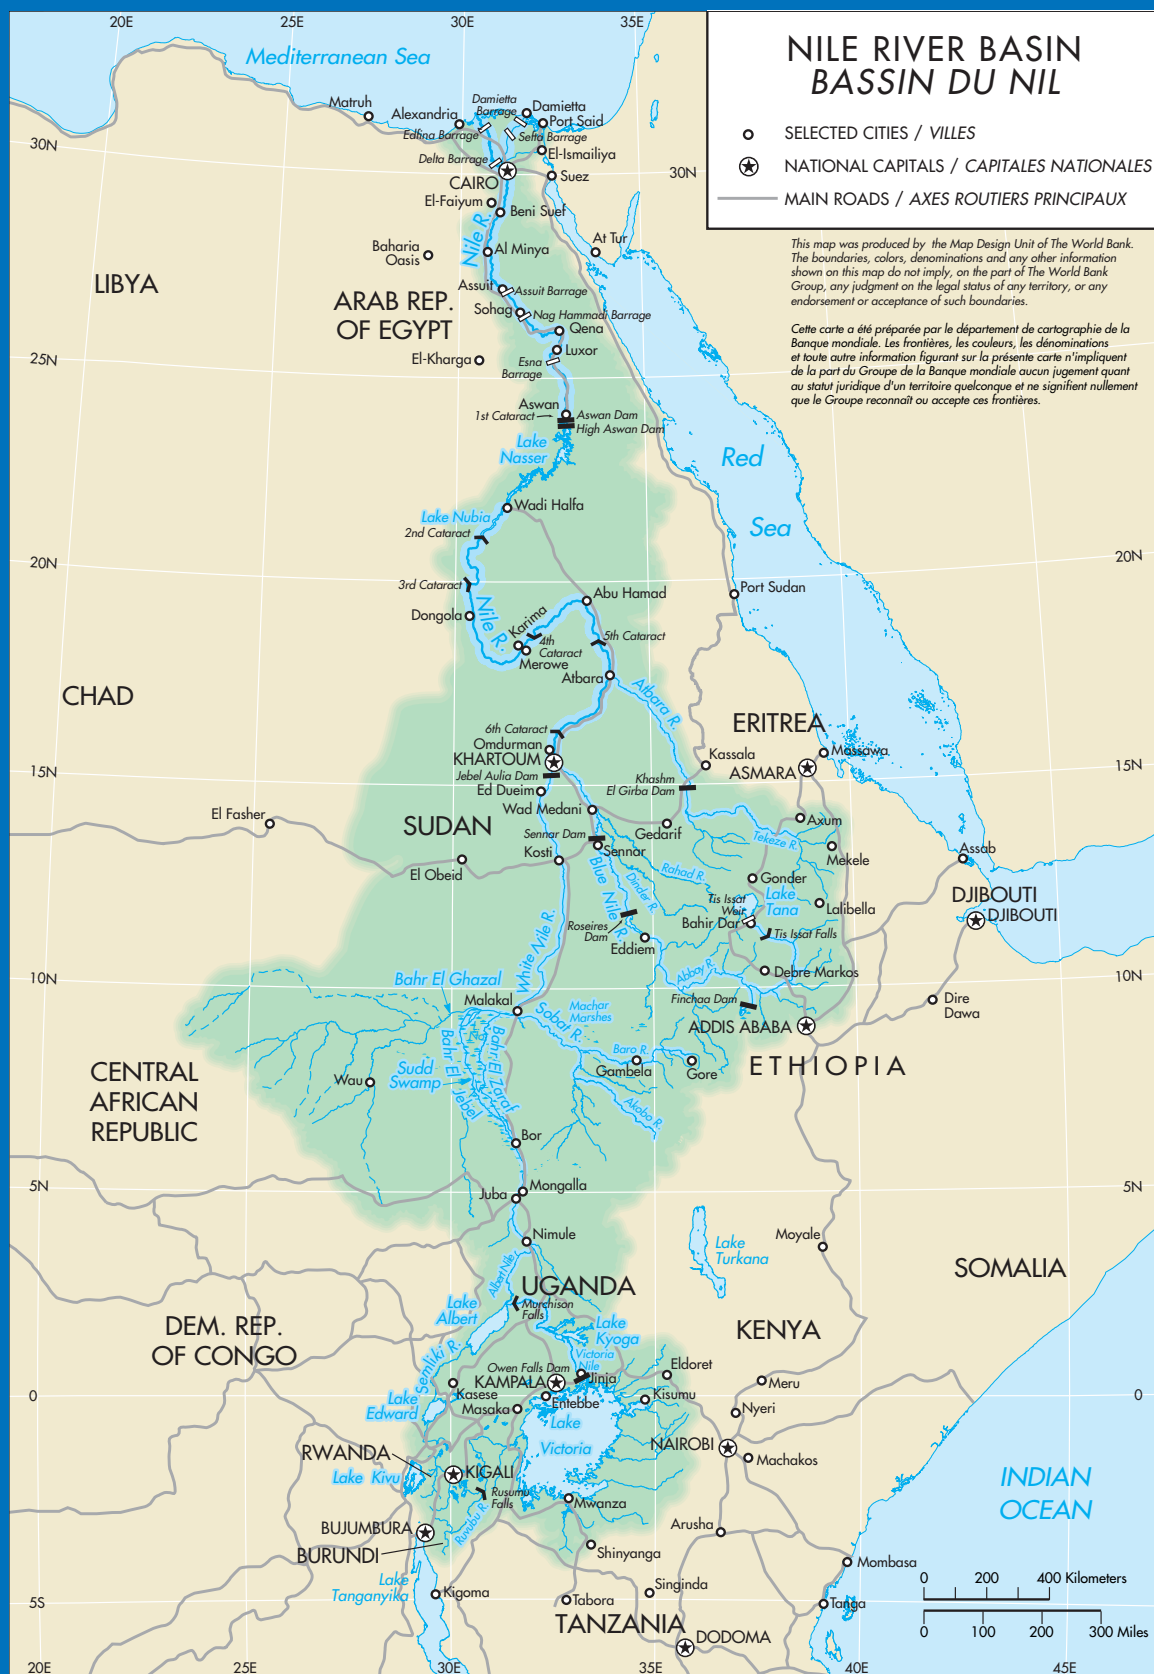 20E
25E
30E
35E
NILE RIVER BASIN
BASSIN DU NIL
SELECTED CITIES / VILLES
NATIONAL CAPITALS / CAPITALES NATIONALES
MAIN ROADS / AXES ROUTIERS PRINCIPAUX
This map was produced by the Map Design Unit of The World Bank.
The boundaries, colors, denominations and any other information
shown on this map do not imply, on the part of The World Bank
Group, any judgment on the legal status of any territory, or any
endorsement or acceptance of such boundaries.
Cette carte a été préparée par le département de cartographie de la
Banque mondiale. Les frontières, les couleurs, les dénominations
et toute autre information figurant sur la présente carte n'impliquent
de la part du Groupe de la Banque mondiale aucun jugement quant
au statut juridique d'un territoire quelconque et ne signifient nullement
que le Groupe reconnaît ou accepte ces frontières.
Mediterranean Sea
Matruh
Alexandria
Damietta
Barrage
Damietta
Port Said
Edfina Barrage
Sefta Barrage
30N
Delta Barrage
El-Ismailiya
30N
CAIRO
Suez
El-Faiyum
Beni Suef
Nile R.
Baharia
Oasis
Al Minya
At Tur
LIBYA
ARAB REP.
OF EGYPT
Assuit
Assuit Barrage
Sohag
Nag Hammadi Barrage
Qena
25N
El-Kharga
Luxor
Esna
Barrage
Aswan
1st Cataract
Aswan Dam
High Aswan Dam
Lake
Nasser
Red
Sea
Wadi Halfa
Lake Nubia
2nd Cataract
20N
20N
3rd Cataract
Abu Hamad
Port Sudan
Dongola
Nile R.
Karima
4th
Cataract
5th Cataract
Merowe
Atbara
CHAD
Atbara R.
ERITREA
6th Cataract
Omdurman
KHARTOUM
Kassala
Massawa
ASMARA
15N
15N
Jebel Aulia Dam
Khashm
El Girba Dam
Ed Dueim
Wad Medani
El Fasher
SUDAN
Gedarif
Axum
Sennar Dam
Sennar
Tekeze R.
Mekele
Kosti
Assab
El Obeid
Blue Nile R.
Dinder R.
Rahad R.
Gonder
Lake
Tana
Tis Issat
Weir
Lalibella
DJIBOUTI
DJIBOUTI
Bahir Dar
Tis Issat Falls
Roseires
Dam
Eddiem
White Nile R.
Bahr El Ghazal
10N
10N
Abbay R.
Debre Markos
Malakal
Finchaa Dam
Dire
Dawa
Sobat R.
Machar
Marshes
ADDIS ABABA
ETHIOPIA
Baro R.
Gambela
Gore
CENTRAL
AFRICAN
REPUBLIC
Wau
Sudd
Swamp
Bahr El Jebel
Bahr El Zaraf
Akobo R.
Bor
5N
5N
Juba
Mongalla
Nimule
Lake
Turkana
Moyale
SOMALIA
Albert Nile
UGANDA
Lake
Albert
Murchison
Falls
Lake
Kyoga
DEM. REP.
OF CONGO
KENYA
Semliki R.
Victoria
Nile
Owen Falls Dam
KAMPALA
Jinja
Eldoret
0
0
Kasese
Lake
Edward
Masaka
Entebbe
Kisumu
Meru
Nyeri
Lake
Victoria
NAIROBI
Machakos
RWANDA
KIGALI
Lake Kivu
INDIAN
OCEAN
Rusumu
Falls
Mwanza
Ruvubu R.
BUJUMBURA
BURUNDI
Arusha
Shinyanga
Mombasa
Lake
Tanganyika
Kigoma
Singinda
Tabora
Tanga
5S
TANZANIA
DODOMA
0
200
400 Kilometers
0
100
200
300 Miles
20E
25E
30E
35E
40E
45E